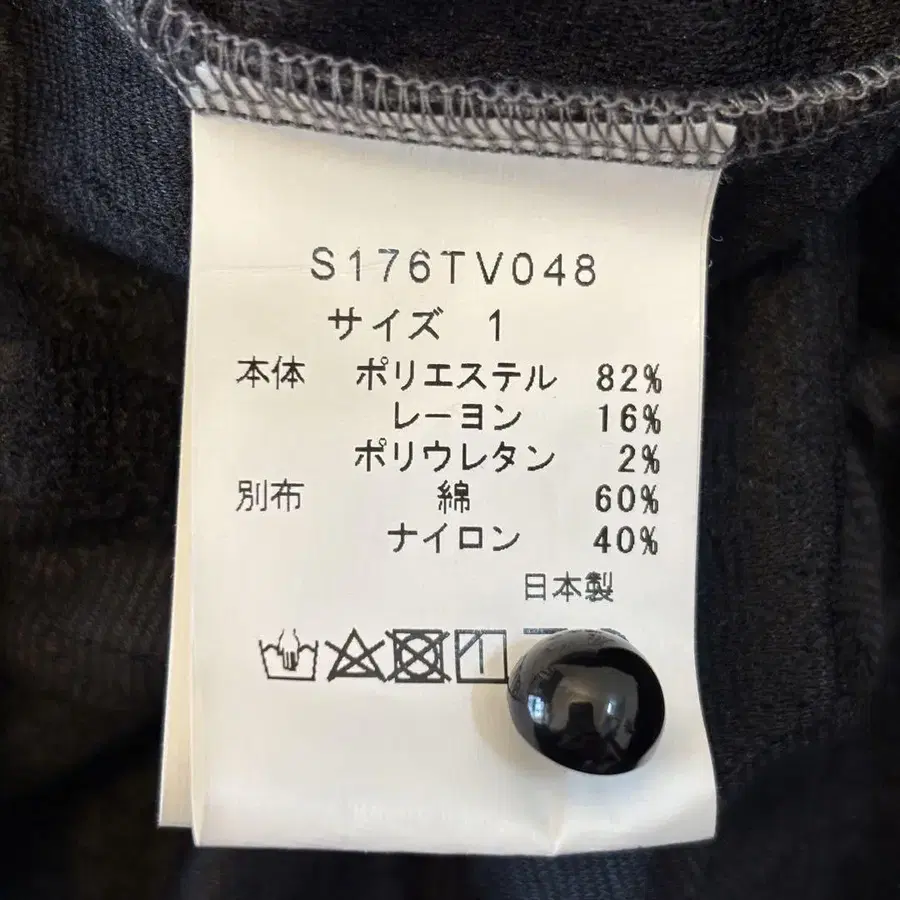 S176TV048
サイズ 1
本体 ポリエステル 82%
レーヨン 16%
ポリウレタン 2%
別布 綿 60%
ナイロン 40%
日本製